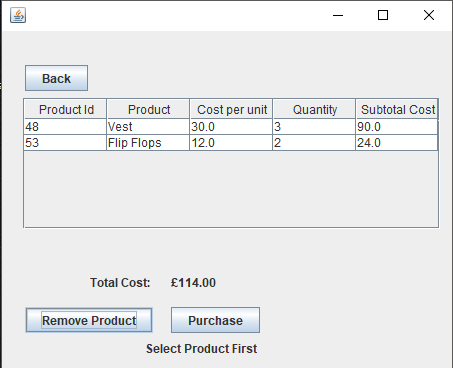 Back
Product Id Product Cost per unit Quantity Subtotal Cost
48 Vest 30.0 3 90.0
53 Flip Flops 12.0 2 24.0
Total Cost: £114.00
Remove Product Purchase
Select Product First